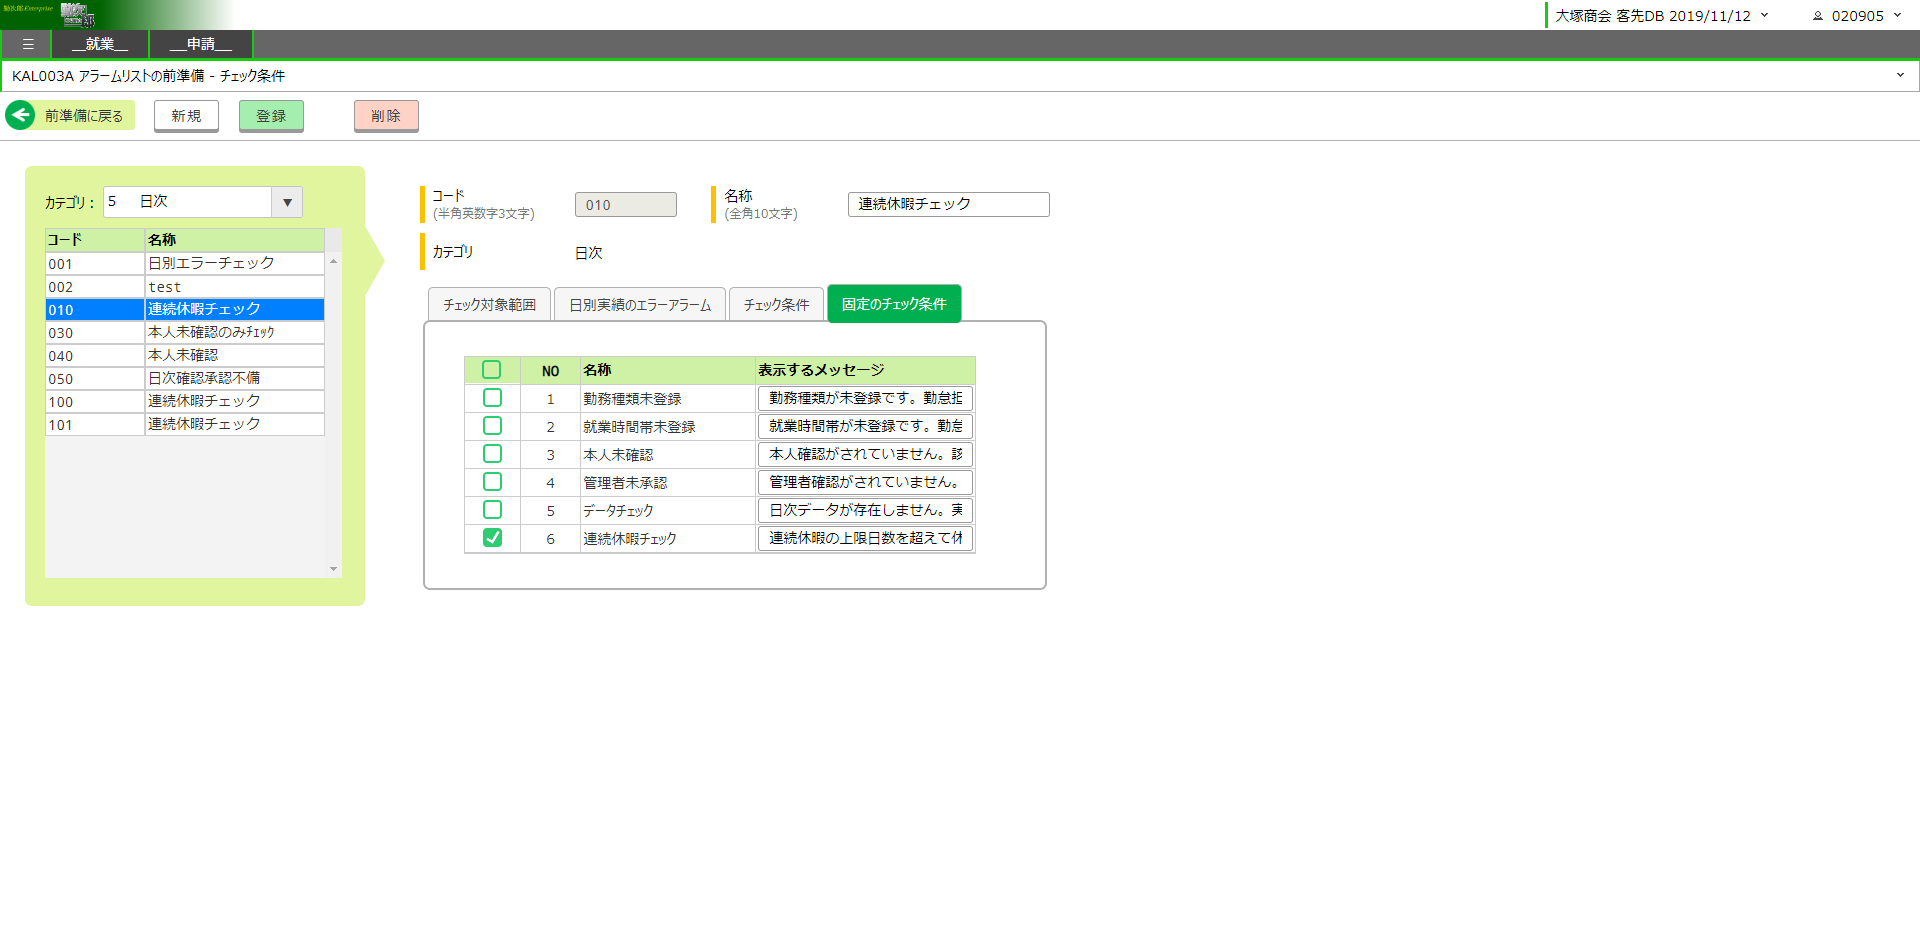 勤次郎Enterprise
大塚商会 客先DB 2019/11/12
020905
__就業__
__申請__
KAL003A アラームリストの前準備 - チェック条件
前準備に戻る
新規
登録
削除
カテゴリ：
5 日次
コード 名称
001 日別エラーチェック
002 test
010 連続休暇チェック
030 本人未確認のみﾁｪｯｸ
040 本人未確認
050 日次確認承認不備
100 連続休暇チェック
101 連続休暇チェック
コード
(半角英数字3文字)
010
名称
(全角10文字)
連続休暇チェック
カテゴリ
日次
チェック対象範囲
日別実績のエラーアラーム
チェック条件
固定のチェック条件
NO 名称 表示するメッセージ
1 勤務種類未登録 勤務種類が未登録です。勤怠担
2 就業時間帯未登録 就業時間帯が未登録です。勤怠
3 本人未確認 本人確認がされていません。該
4 管理者未承認 管理者確認がされていません。
5 データチェック 日次データが存在しません。実
6 連続休暇チェック 連続休暇の上限日数を超えて休